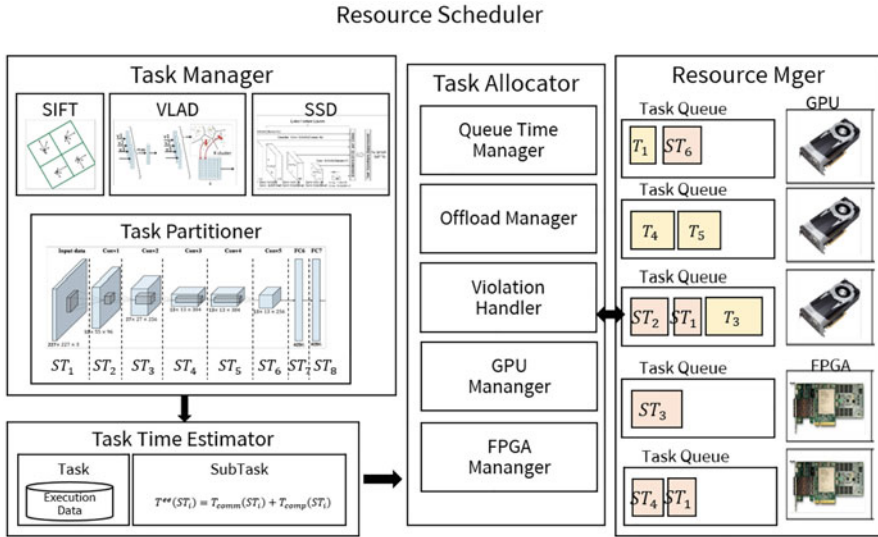 Resource Scheduler
Task Manager
SIFT
VLAD
SSD
Task Partitioner
Input data Conv1 Conv2 Conv3 Conv4 Conv5 FC6 FC7
ST₁ ST₂ ST₃ ST₄ ST₅ ST₆ ST₇ ST₈
Task Time Estimator
Task
Execution
Data
SubTask
Tᵉᵉ(STᵢ) = T_comm(STᵢ) + T_comp(STᵢ)
Task Allocator
Queue Time
Manager
Offload Manager
Violation
Handler
GPU
Mananger
FPGA
Mananger
Resource Mger
Task Queue
GPU
T₁ ST₆
Task Queue
T₄ T₅
Task Queue
ST₂ ST₁ T₃
Task Queue
FPGA
ST₃
Task Queue
ST₄ ST₁